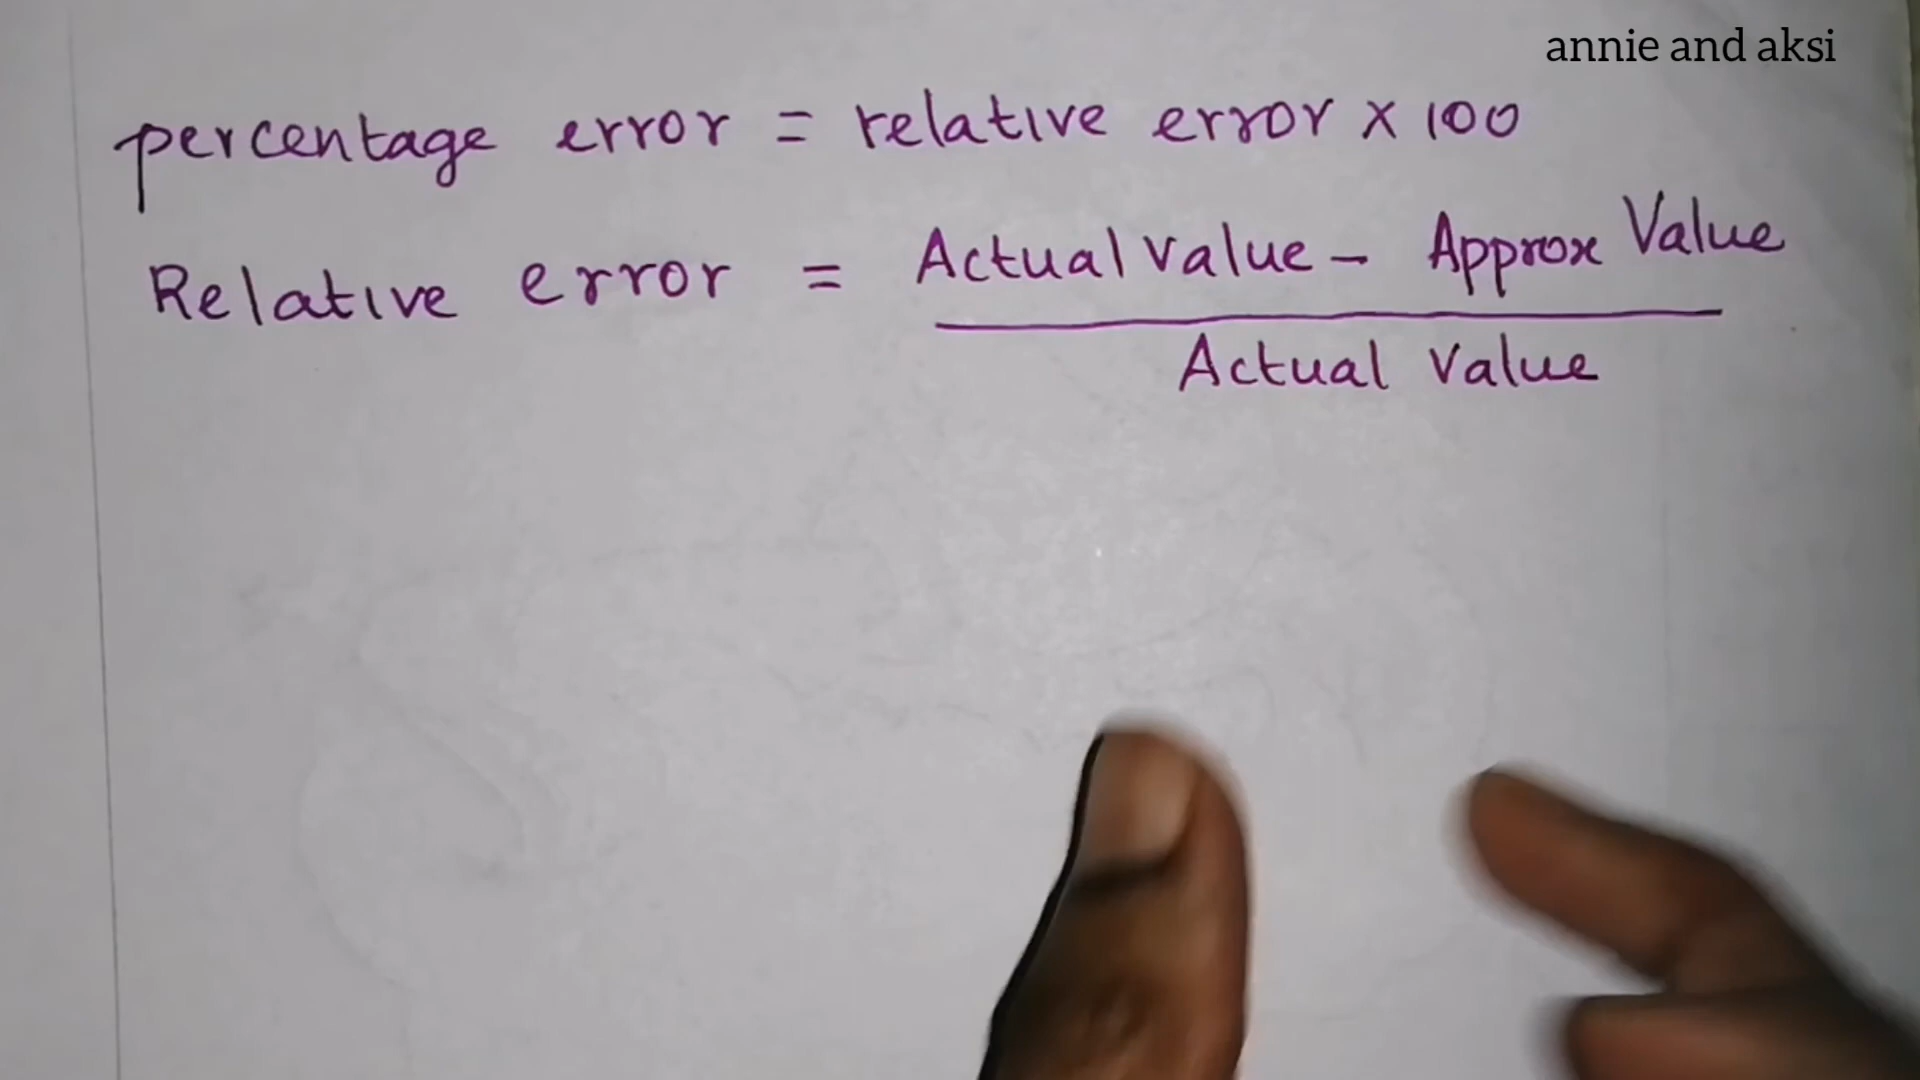 annie and aksi
percentage error = relative error × 100
Relative error = Actual value - Approx Value
Actual value